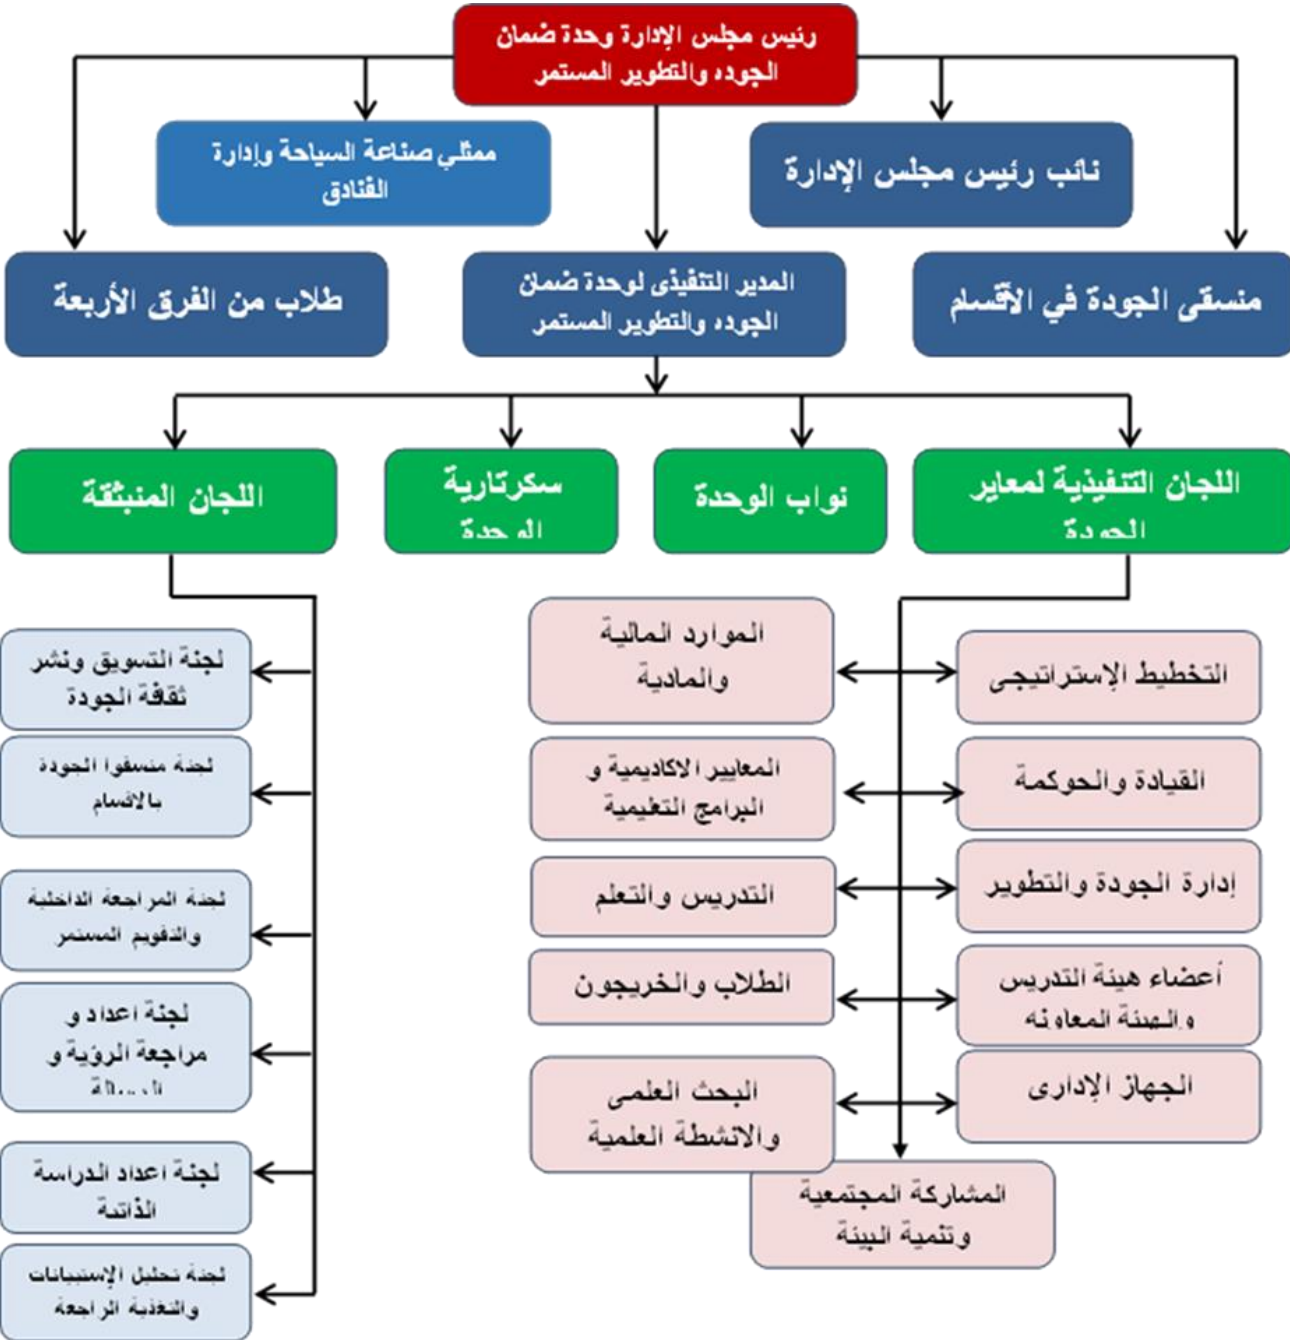 رئيس مجلس الإدارة وحدة ضمان
الجوده والتطوير المستمر
نائب رئيس مجلس الإدارة
ممثلي صناعة السياحة وإدارة
الفنادق
منسقى الجودة في الأقسام
المدير التنفيذى لوحدة ضمان
الجوده والتطوير المستمر
طلاب من الفرق الأربعة
اللجان التنفيذية لمعاير
الجودة
نواب الوحدة
سكرتارية
الوحدة
اللجان المنبثقة
التخطيط الإستراتيجى
الموارد المالية
والمادية
القيادة والحوكمة
المعايير الاكاديمية و
البرامج التعليمية
إدارة الجودة والتطوير
التدريس والتعلم
أعضاء هيئة التدريس
والهيئة المعاونه
الطلاب والخريجون
الجهاز الإدارى
البحث العلمى
والانشطة العلمية
المشاركة المجتمعية
وتنمية البيئة
لجنة التسويق ونشر
ثقافة الجودة
لجنة منسقوا الجودة
بالاقسام
لجنة المراجعة الداخلية
والتقويم المستمر
لجنة اعداد و
مراجعة الرؤية و
لجنة اعداد الدراسة
الذاتية
لجنة تحليل الإستبيانات
والتغذية الراجعة